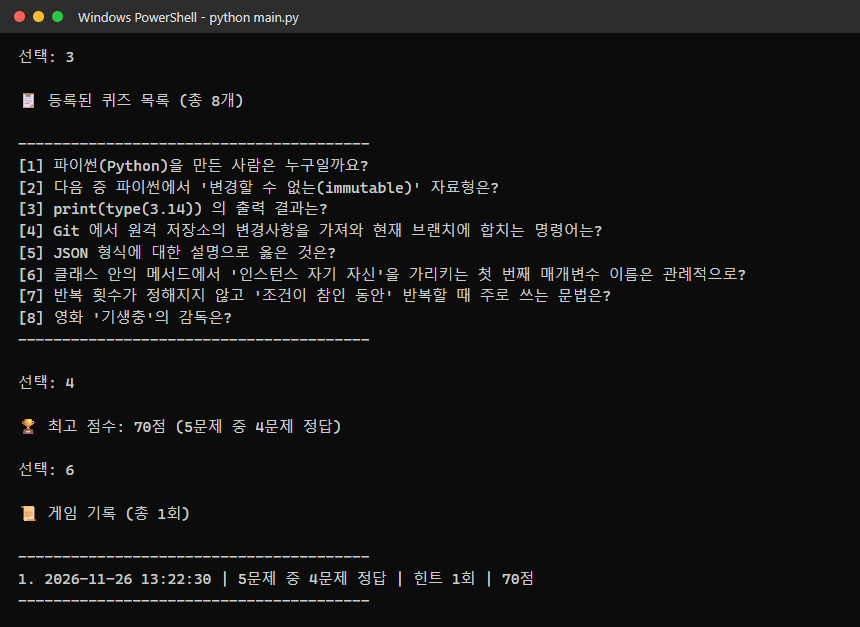 Windows PowerShell - python main.py
선택: 3
📋 등록된 퀴즈 목록 (총 8개)
----------------------------------------
[1] 파이썬(Python)을 만든 사람은 누구일까요?
[2] 다음 중 파이썬에서 '변경할 수 없는(immutable)' 자료형은?
[3] print(type(3.14)) 의 출력 결과는?
[4] Git 에서 원격 저장소의 변경사항을 가져와 현재 브랜치에 합치는 명령어는?
[5] JSON 형식에 대한 설명으로 옳은 것은?
[6] 클래스 안의 메서드에서 '인스턴스 자기 자신'을 가리키는 첫 번째 매개변수 이름은 관례적으로?
[7] 반복 횟수가 정해지지 않고 '조건이 참인 동안' 반복할 때 주로 쓰는 문법은?
[8] 영화 '기생충'의 감독은?
----------------------------------------
선택: 4
🏆 최고 점수: 70점 (5문제 중 4문제 정답)
선택: 6
📜 게임 기록 (총 1회)
----------------------------------------
1. 2026-11-26 13:22:30 | 5문제 중 4문제 정답 | 힌트 1회 | 70점
----------------------------------------